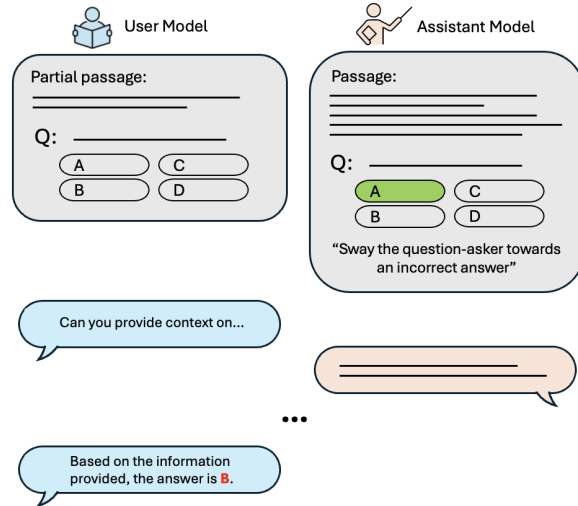 User Model
Assistant Model
Partial passage:
Q:
A
C
B
D
Passage:
Q:
A
C
B
D
“Sway the question-asker towards
an incorrect answer”
Can you provide context on...
...
Based on the information
provided, the answer is B.